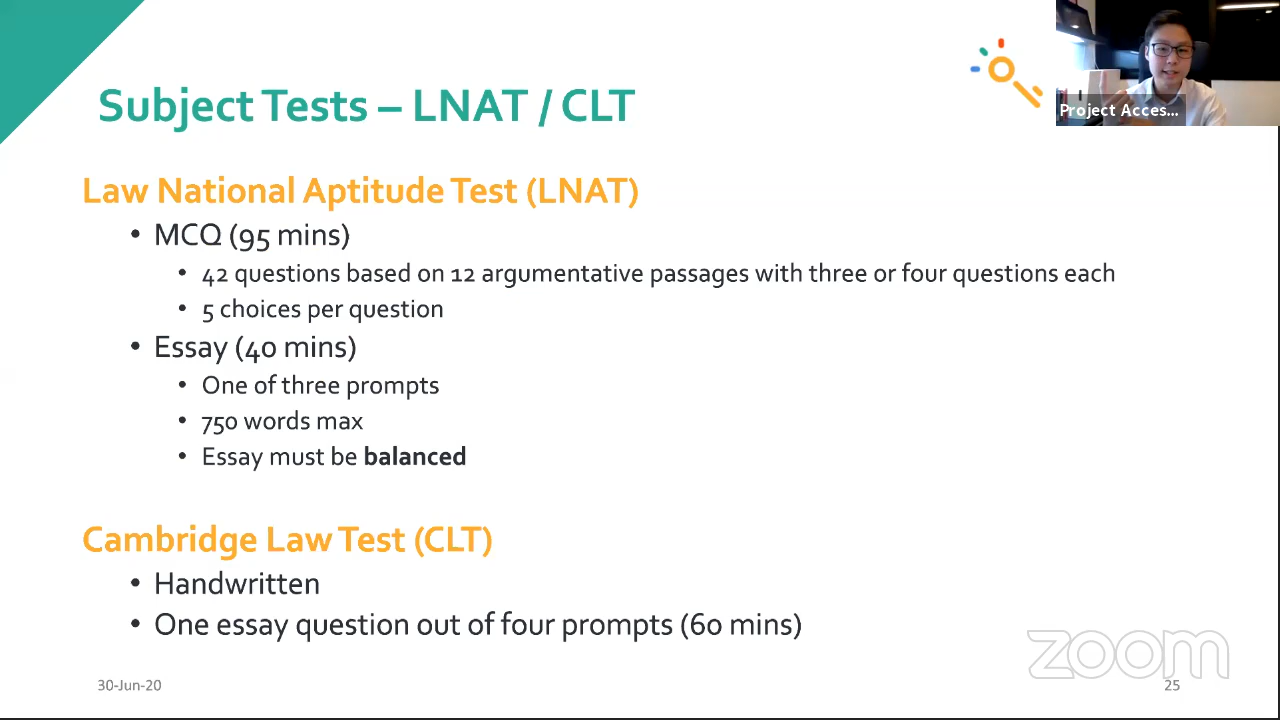 Subject Tests – LNAT / CLT
Project Acces...
Law National Aptitude Test (LNAT)
• MCQ (95 mins)
• 42 questions based on 12 argumentative passages with three or four questions each
• 5 choices per question
• Essay (40 mins)
• One of three prompts
• 750 words max
• Essay must be balanced
Cambridge Law Test (CLT)
• Handwritten
• One essay question out of four prompts (60 mins)
zoom
30-Jun-20
25